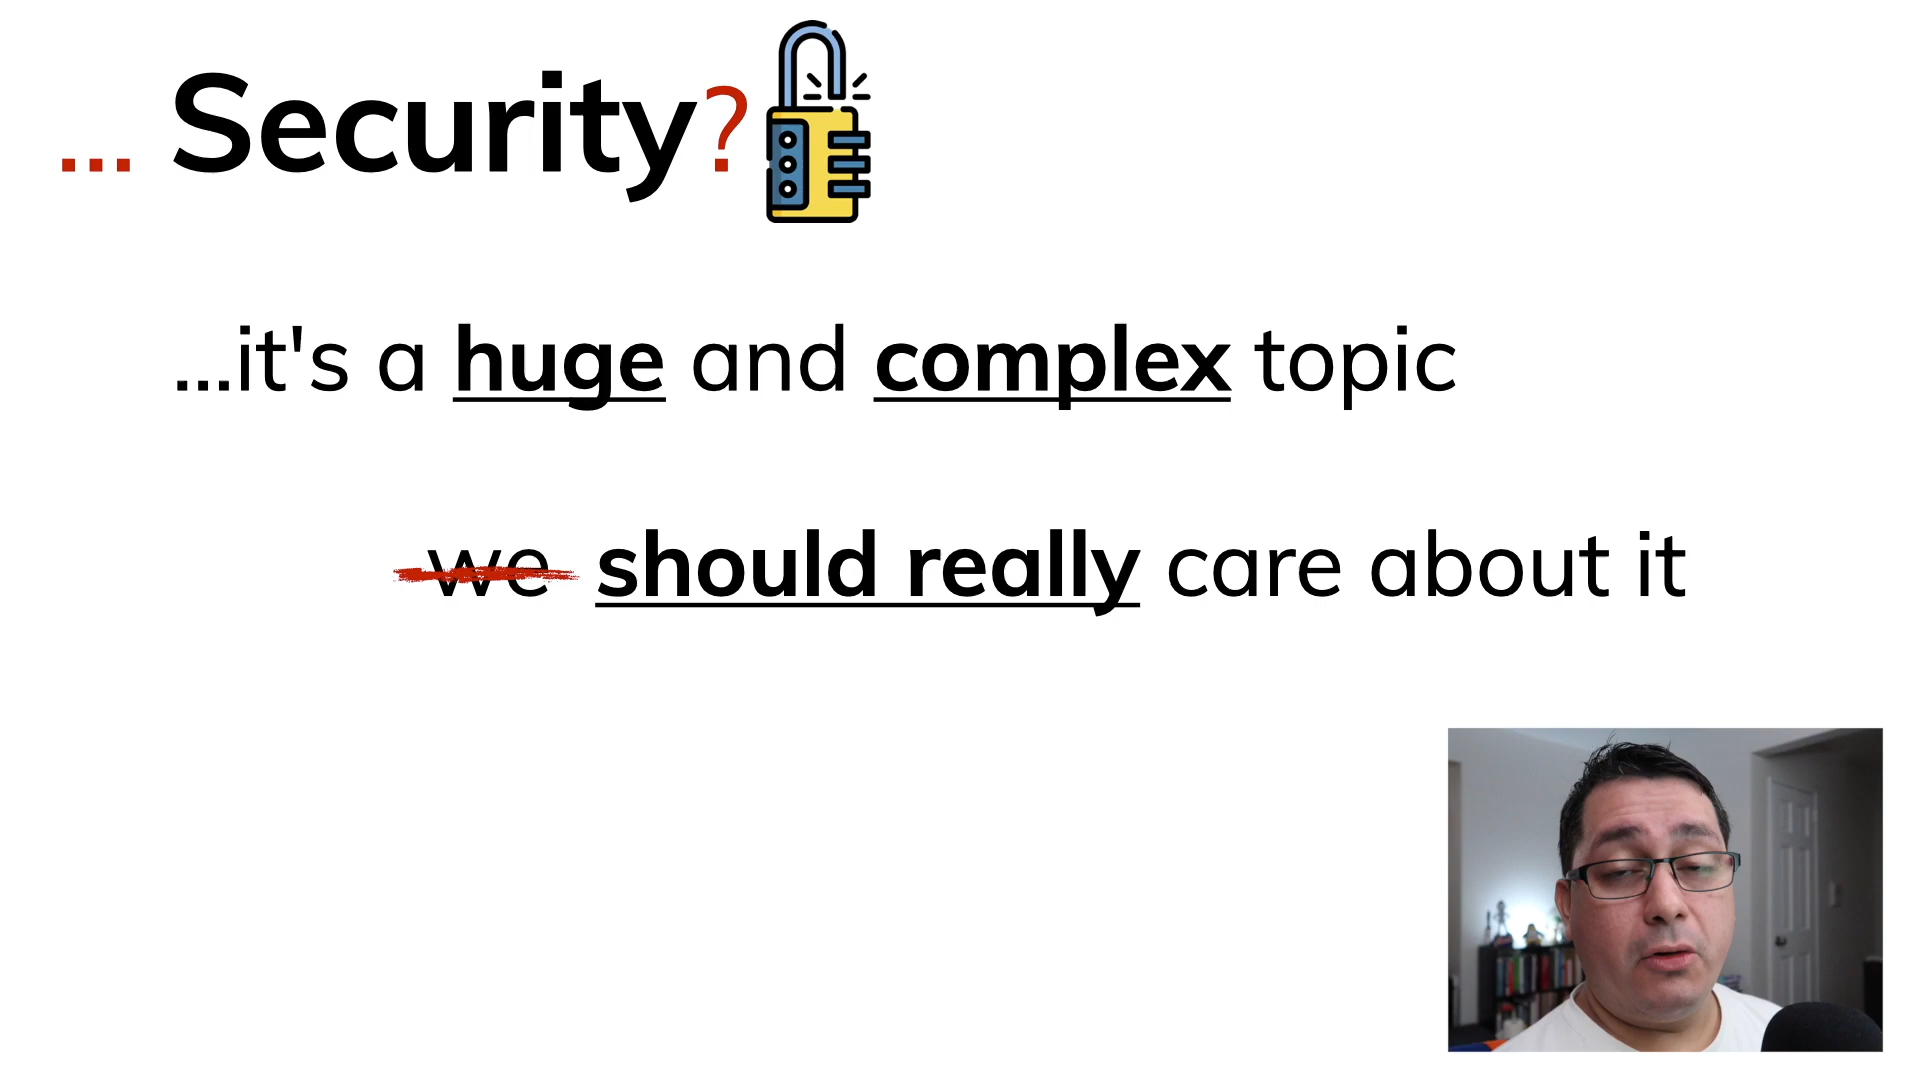 ... Security?
...it's a huge and complex topic
we should really care about it